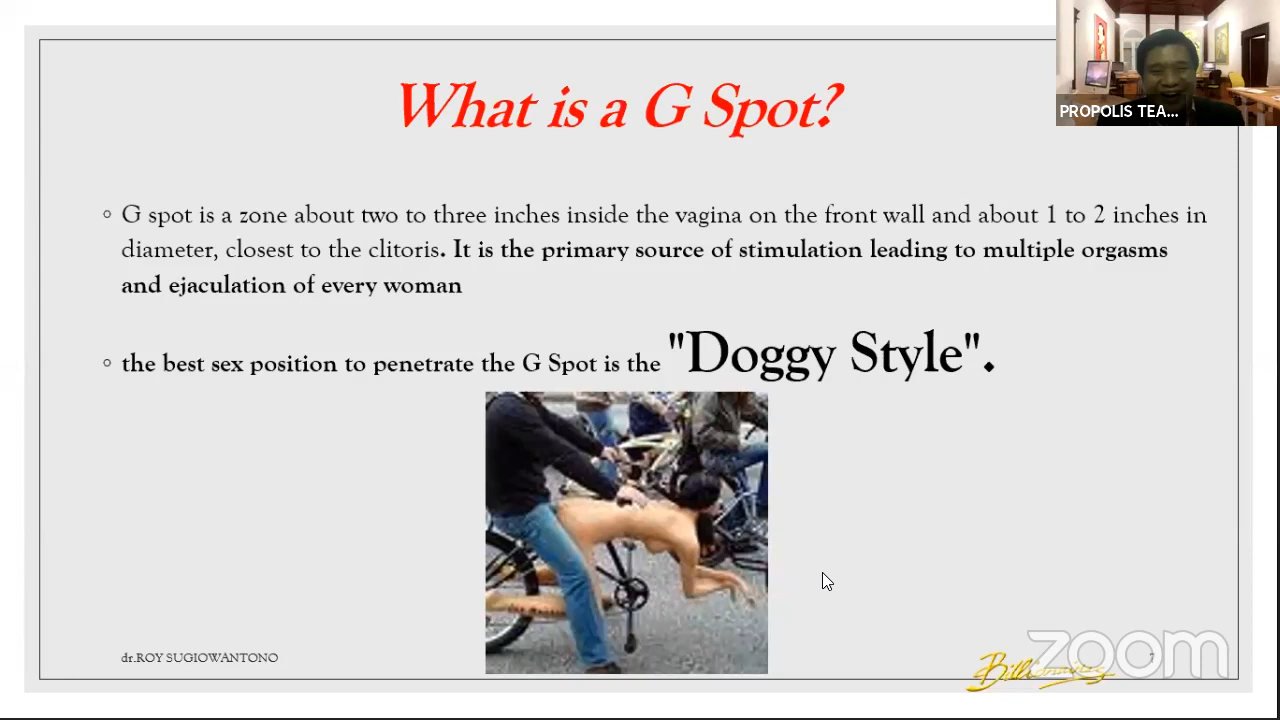 PROPOLIS TEA...
What is a G Spot?
G spot is a zone about two to three inches inside the vagina on the front wall and about 1 to 2 inches in
diameter, closest to the clitoris. It is the primary source of stimulation leading to multiple orgasms
and ejaculation of every woman
the best sex position to penetrate the G Spot is the "Doggy Style".
dr.ROY SUGIOWANTONO
Billionaires
zoom
7